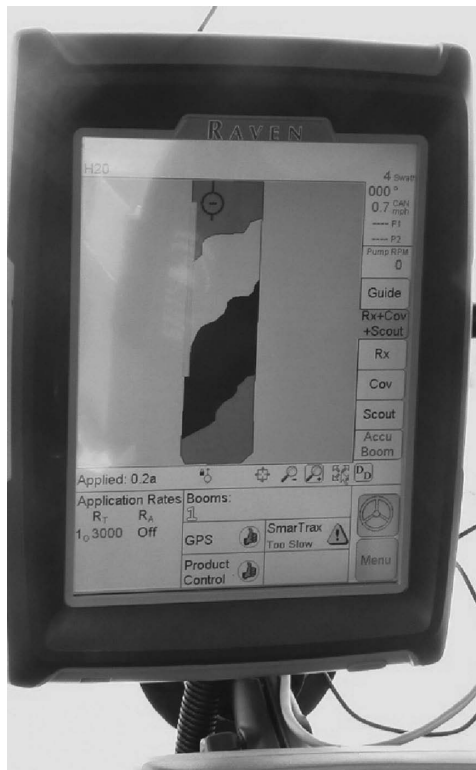 RAVEN
H20
4 Swath
000 °
0.7 CAN
mph
---- P1
---- P2
Pump RPM
0
Guide
Rx+Cov
+Scout
Rx
Cov
Scout
Accu
Boom
Applied: 0.2a
D
D
Application Rates
RT RA
10 3000 Off
Booms:
1
GPS
SmarTrax
Too Slow
Product
Control
Menu